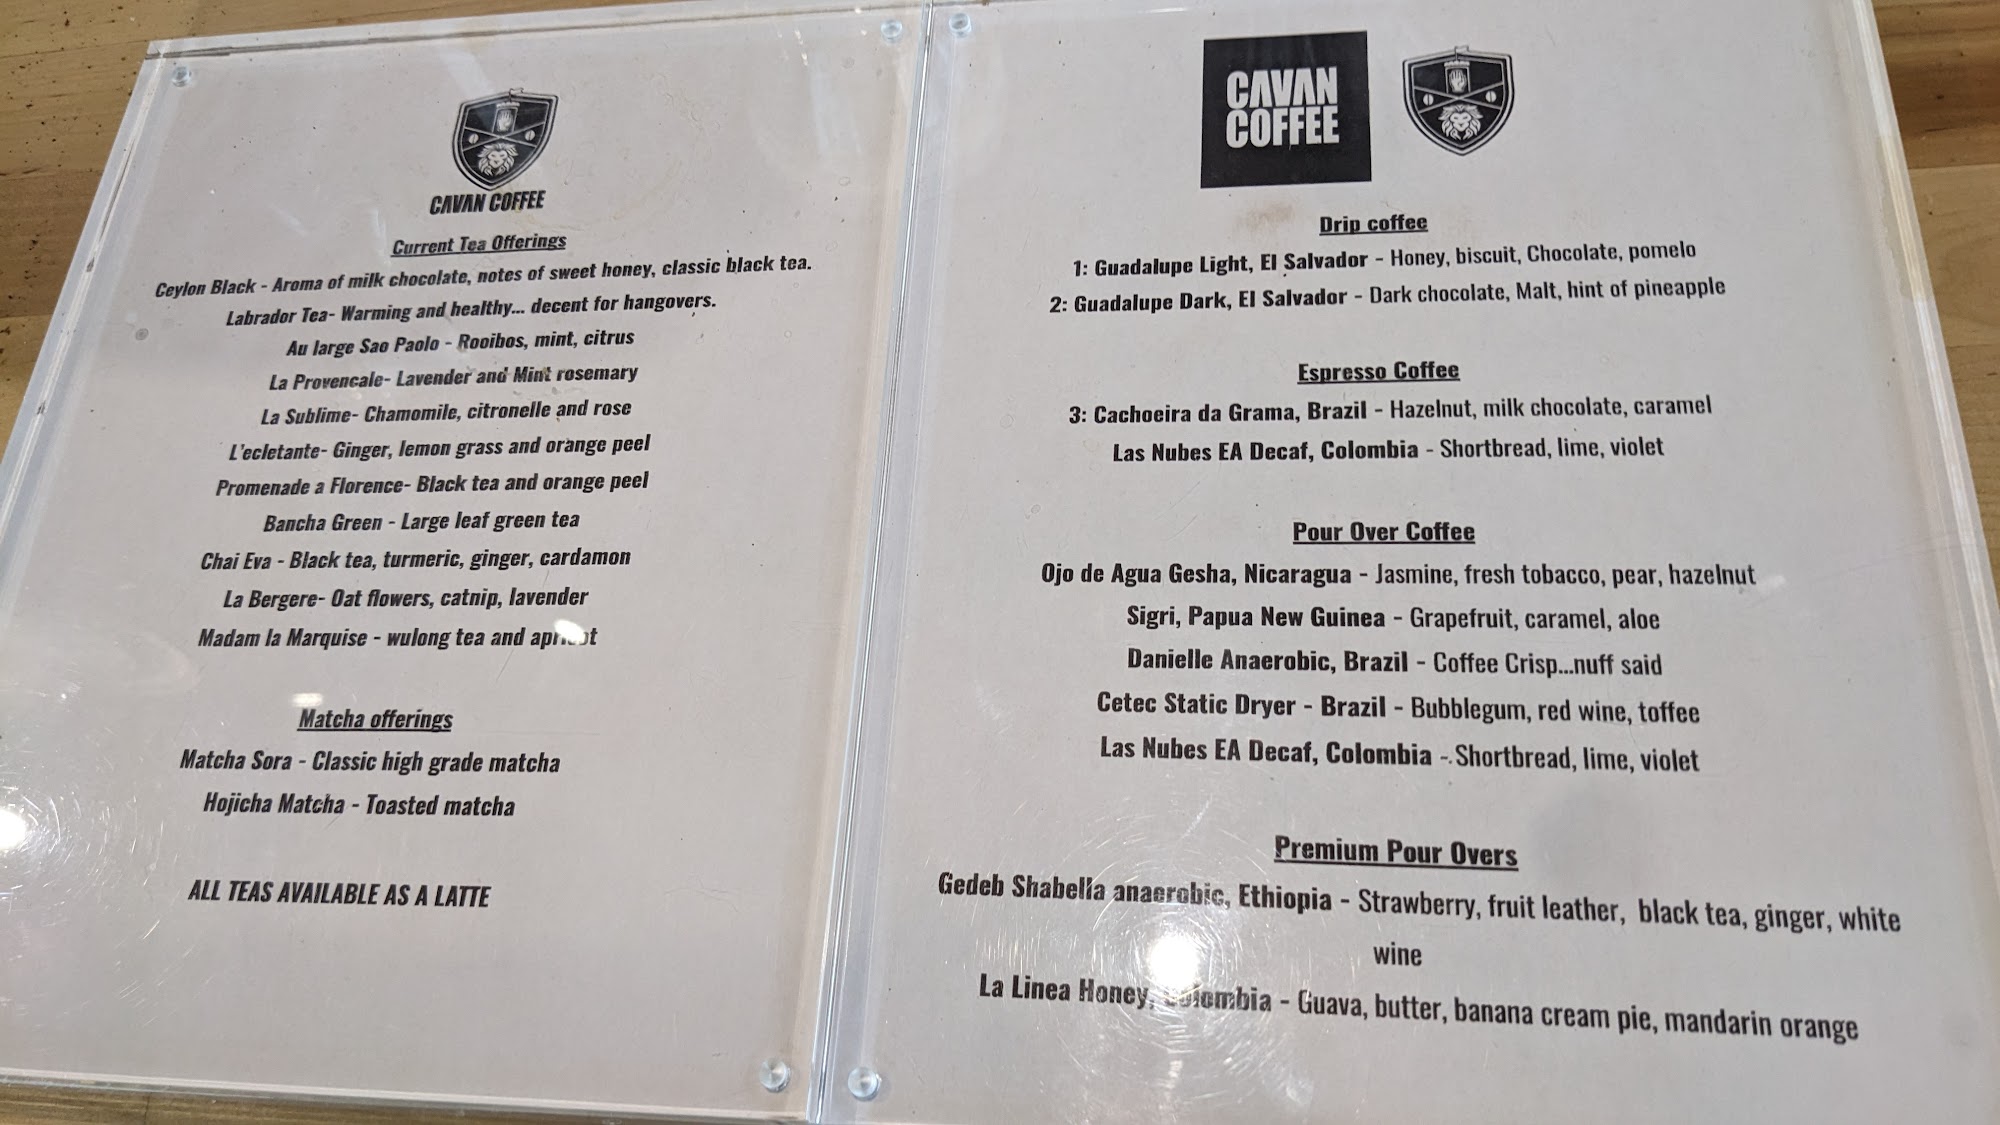 CAVAN COFFEE
Current Tea Offerings
Ceylon Black - Aroma of milk chocolate, notes of sweet honey, classic black tea.
Labrador Tea- Warming and healthy... decent for hangovers.
Au large Sao Paolo - Rooibos, mint, citrus
La Provencale- Lavender and Mint rosemary
La Sublime- Chamomile, citronelle and rose
L'ecletante- Ginger, lemon grass and orange peel
Promenade a Florence- Black tea and orange peel
Bancha Green - Large leaf green tea
Chai Eva - Black tea, turmeric, ginger, cardamon
La Bergere- Oat flowers, catnip, lavender
Madam la Marquise - wulong tea and apricot
Matcha offerings
Matcha Sora - Classic high grade matcha
Hojicha Matcha - Toasted matcha
ALL TEAS AVAILABLE AS A LATTE
CAVAN
COFFEE
Drip coffee
1: Guadalupe Light, El Salvador - Honey, biscuit, Chocolate, pomelo
2: Guadalupe Dark, El Salvador - Dark chocolate, Malt, hint of pineapple
Espresso Coffee
3: Cachoeira da Grama, Brazil - Hazelnut, milk chocolate, caramel
Las Nubes EA Decaf, Colombia - Shortbread, lime, violet
Pour Over Coffee
Ojo de Agua Gesha, Nicaragua - Jasmine, fresh tobacco, pear, hazelnut
Sigri, Papua New Guinea - Grapefruit, caramel, aloe
Danielle Anaerobic, Brazil - Coffee Crisp...nuff said
Cetec Static Dryer - Brazil - Bubblegum, red wine, toffee
Las Nubes EA Decaf, Colombia - Shortbread, lime, violet
Premium Pour Overs
Gedeb Shabella anaerobic, Ethiopia - Strawberry, fruit leather, black tea, ginger, white
wine
La Linea Honey, Colombia - Guava, butter, banana cream pie, mandarin orange